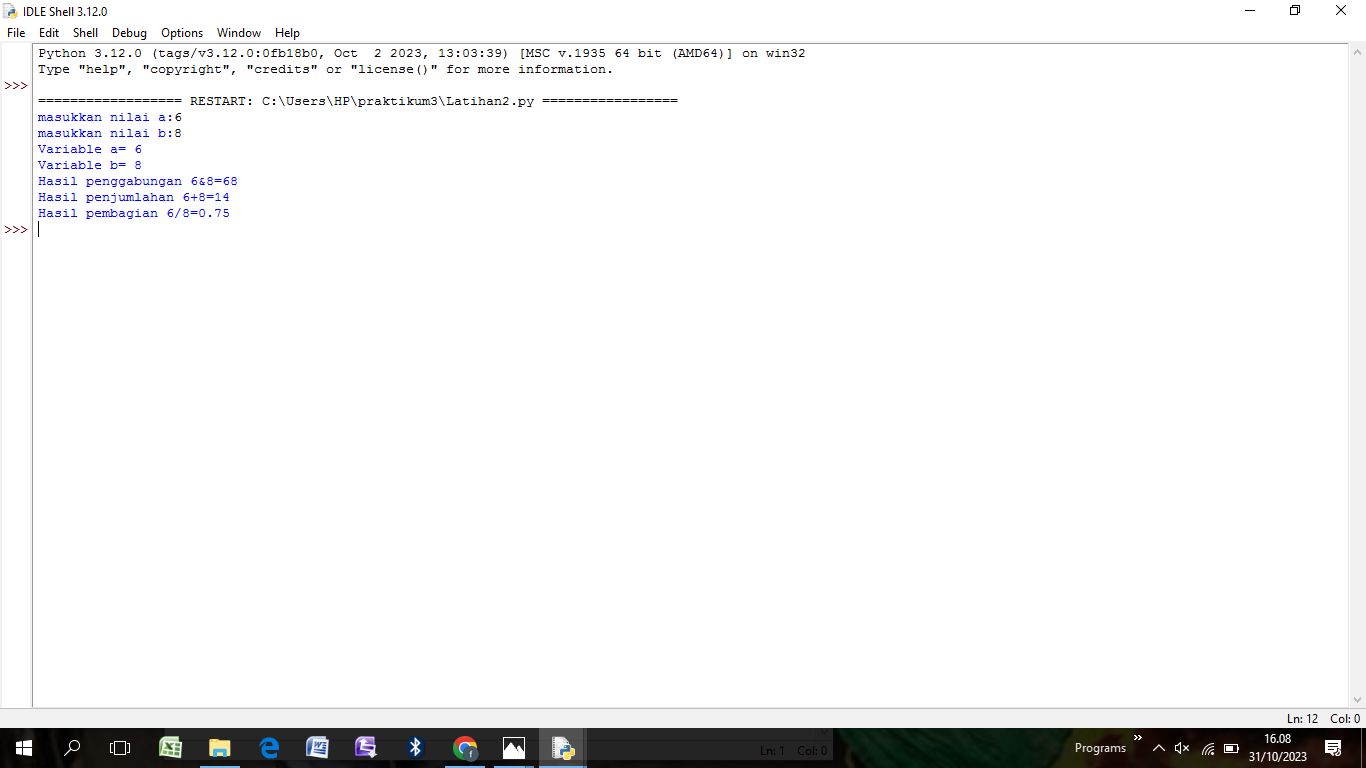 IDLE Shell 3.12.0
File Edit Shell Debug Options Window Help
Python 3.12.0 (tags/v3.12.0:0fb18b0, Oct  2 2023, 13:03:39) [MSC v.1935 64 bit (AMD64)] on win32
Type "help", "copyright", "credits" or "license()" for more information.
>>>
================== RESTART: C:\Users\HP\praktikum3\Latihan2.py =================
masukkan nilai a:6
masukkan nilai b:8
Variable a= 6
Variable b= 8
Hasil penggabungan 6&8=68
Hasil penjumlahan 6+8=14
Hasil pembagian 6/8=0.75
>>>
Ln: 12 Col: 0
Ln: 1 Col: 0
Programs
16.08
31/10/2023